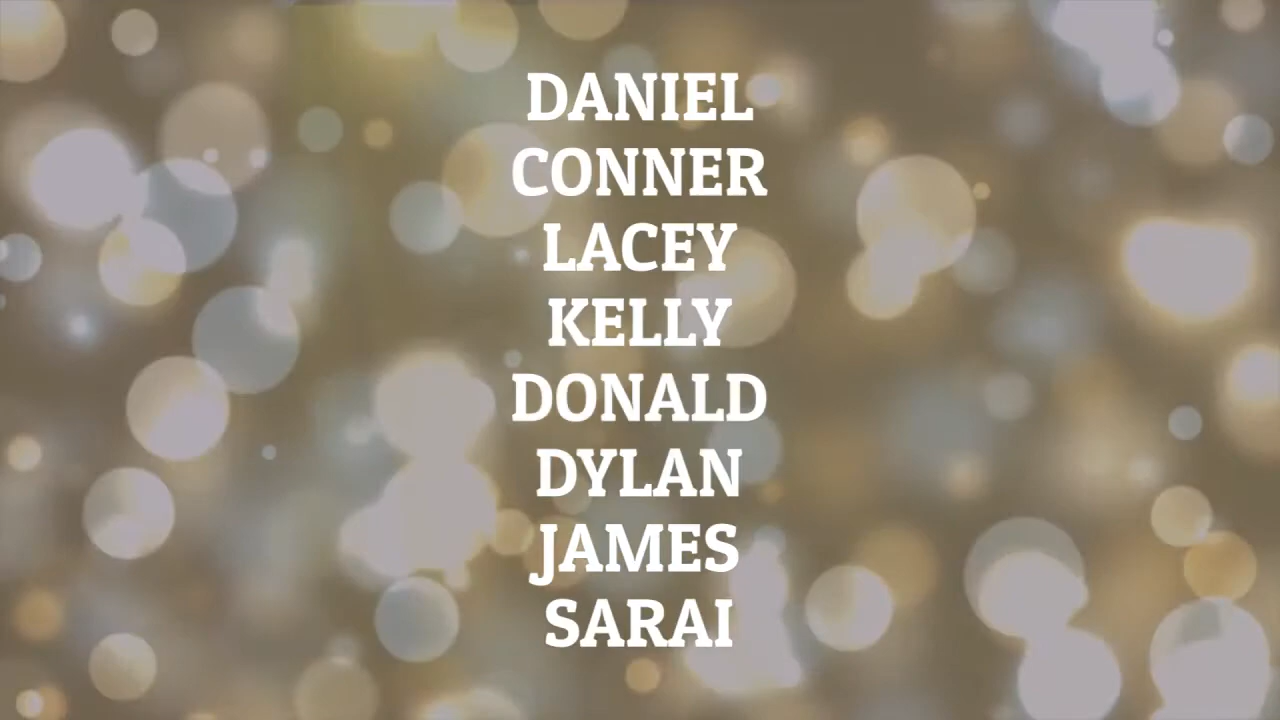 DANIEL
CONNER
LACEY
KELLY
DONALD
DYLAN
JAMES
SARAI